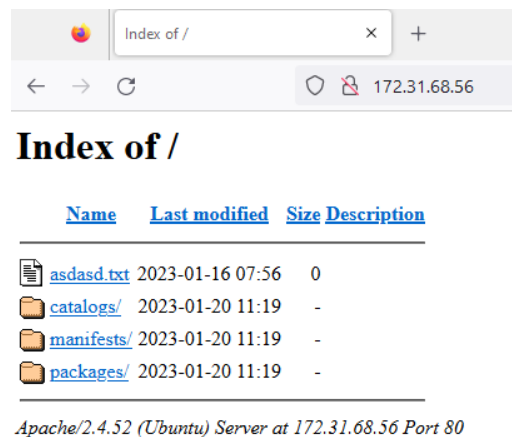 Index of /
172.31.68.56
Index of /
Name Last modified Size Description
asdasd.txt 2023-01-16 07:56 0
catalogs/ 2023-01-20 11:19 -
manifests/ 2023-01-20 11:19 -
packages/ 2023-01-20 11:19 -
Apache/2.4.52 (Ubuntu) Server at 172.31.68.56 Port 80